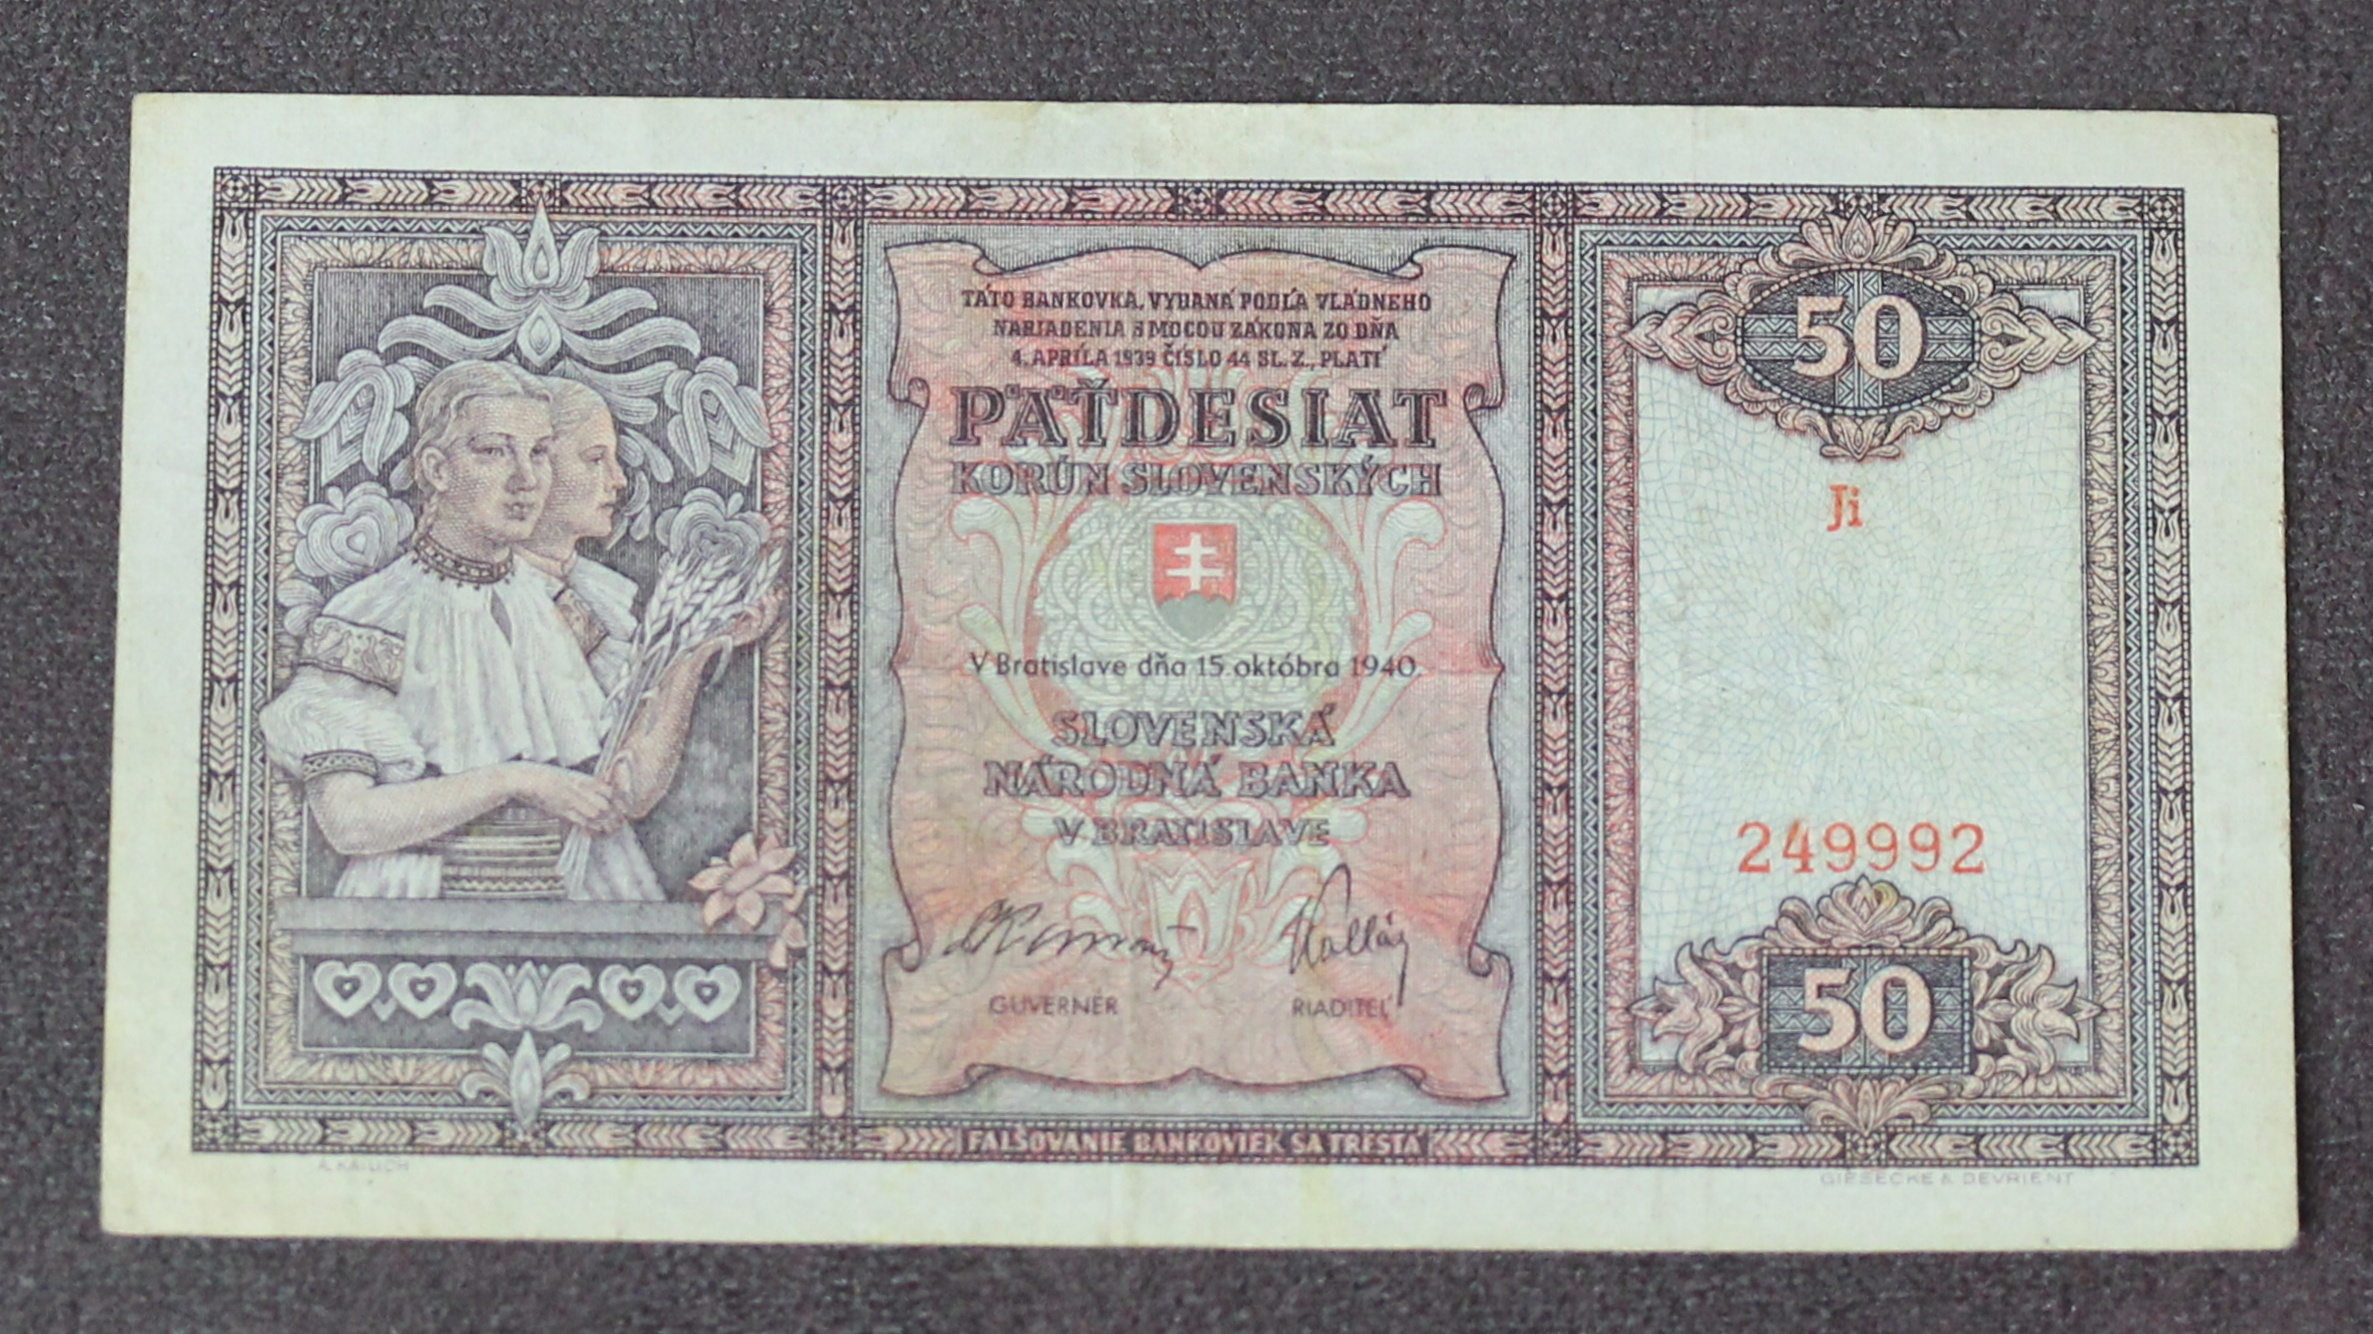 TÁTO BANKOVKA, VYDANÁ PODĽA VLÁDNEHO
NARIADENIA S MOCOU ZÁKONA ZO DŇA
4. APRÍLA 1939 ČÍSLO 44 SL. Z., PLATÍ
PÄŤDESIAT
KORÚN SLOVENSKÝCH
V Bratislave dňa 15. októbra 1940
SLOVENSKÁ
NÁRODNÁ BANKA
V BRATISLAVE
GUVERNÉR
RIADITEĽ
FALŠOVANIE BANKOVIEK SA TRESTÁ
50
Ji
249992
50
GIESECKE & DEVRIENT